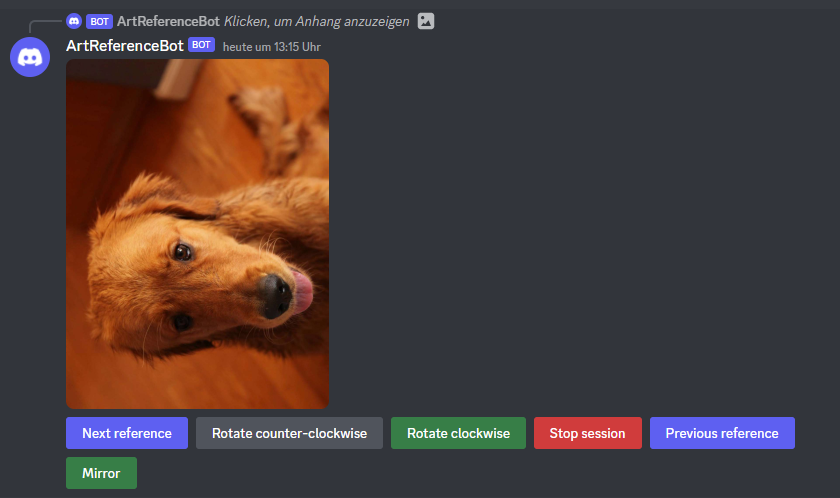 BOT ArtReferenceBot Klicken, um Anhang anzuzeigen
ArtReferenceBot BOT heute um 13:15 Uhr
Next reference Rotate counter-clockwise Rotate clockwise Stop session Previous reference
Mirror